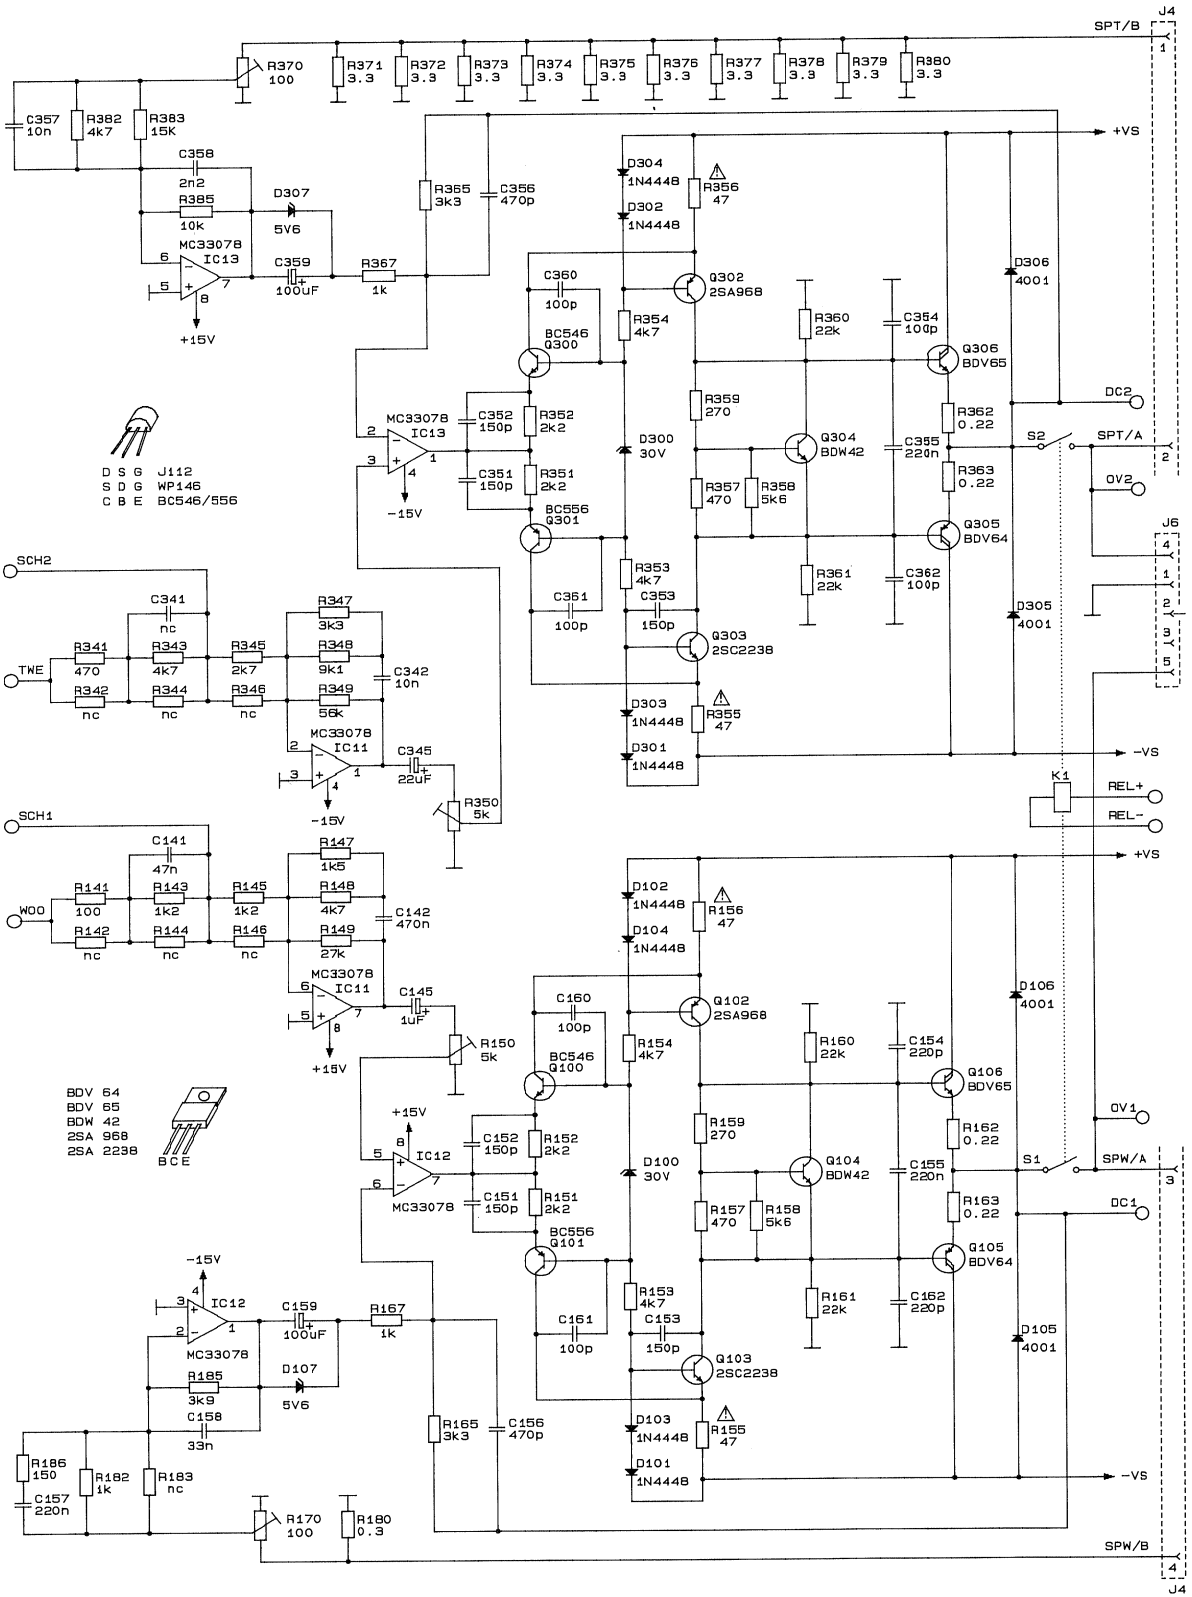 J4
SPT/B
1
R370
100
R371
3.3
R372
3.3
R373
3.3
R374
3.3
R375
3.3
R376
3.3
R377
3.3
R378
3.3
R379
3.3
R380
3.3
C357
10n
R382
4k7
R383
15K
C358
2n2
R385
10k
D307
5V6
MC33078
IC13
6
5
7
8
+15V
C359
100uF
R367
1k
R365
3k3
C356
470p
D304
1N4448
D302
1N4448
R356
47
+VS
C360
100p
Q302
2SA968
R354
4k7
BC546
Q300
R360
22k
C354
100p
D306
4001
Q306
BDV65
R359
270
R362
0.22
DC2
MC33078
IC13
2
3
1
4
-15V
C352
150p
R352
2k2
D300
30V
Q304
BDW42
C355
220n
S2
SPT/A
2
C351
150p
R351
2k2
R357
470
R358
5k6
R363
0.22
0V2
BC556
Q301
Q305
BDV64
J6
4
1
2
3
5
D S G J112
S D G WP146
C B E BC546/556
SCH2
C341
nc
R347
3k3
R353
4k7
C361
100p
C353
150p
R361
22k
C362
100p
D305
4001
Q303
2SC2238
R341
470
R343
4k7
R345
2k7
R348
9k1
C342
10n
TWE
R342
nc
R344
nc
R346
nc
R349
56k
D303
1N4448
R355
47
MC33078
IC11
2
3
1
4
-15V
C345
22uF
D301
1N4448
-VS
R350
5k
K1
REL+
REL-
SCH1
C141
47n
R147
1k5
+VS
R141
100
R143
1k2
R145
1k2
R148
4k7
C142
470n
WOO
R142
nc
R144
nc
R146
nc
R149
27k
D102
1N4448
D104
1N4448
R156
47
MC33078
IC11
6
5
7
8
+15V
C145
1uF
R150
5k
C160
100p
Q102
2SA968
D106
4001
R154
4k7
BC546
Q100
R160
22k
C154
220p
Q106
BDV65
BDV 64
BDV 65
BDW 42
2SA 968
2SA 2238
B C E
+15V
8
5
6
7
IC12
MC33078
C152
150p
R152
2k2
R159
270
R162
0.22
0V1
D100
30V
Q104
BDW42
C155
220n
S1
SPW/A
3
C151
150p
R151
2k2
R157
470
R158
5k6
R163
0.22
DC1
BC556
Q101
Q105
BDV64
-15V
4
3
2
1
IC12
MC33078
C159
100uF
R167
1k
R153
4k7
C161
100p
C153
150p
R161
22k
C162
220p
D105
4001
Q103
2SC2238
R185
3k9
D107
5V6
C158
33n
R165
3k3
C156
470p
D103
1N4448
R155
47
D101
1N4448
-VS
R186
150
R182
1k
R183
nc
C157
220n
R170
100
R180
0.3
SPW/B
4
J4